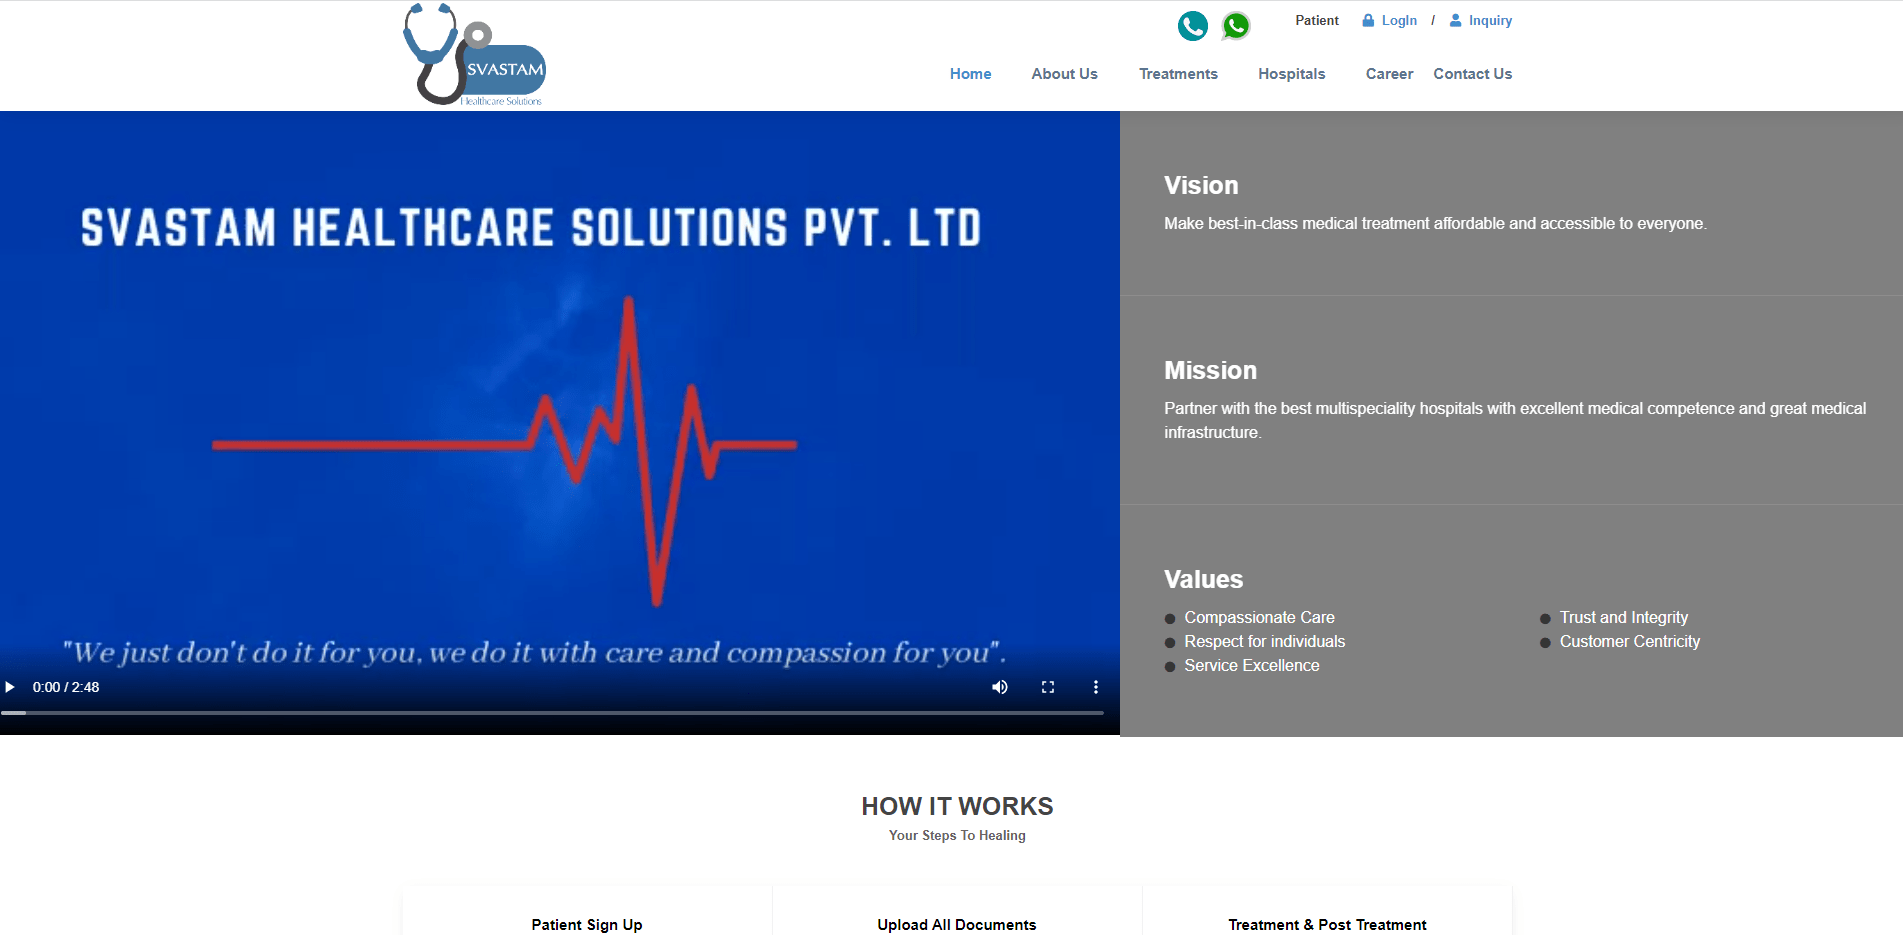 SVASTAM
Healthcare Solutions
Patient LogIn / Inquiry
Home About Us Treatments Hospitals Career Contact Us
SVASTAM HEALTHCARE SOLUTIONS PVT. LTD
"We just don't do it for you, we do it with care and compassion for you".
0:00 / 2:48
Vision
Make best-in-class medical treatment affordable and accessible to everyone.
Mission
Partner with the best multispeciality hospitals with excellent medical competence and great medical
infrastructure.
Values
Compassionate Care
Respect for individuals
Service Excellence
Trust and Integrity
Customer Centricity
HOW IT WORKS
Your Steps To Healing
Patient Sign Up
Upload All Documents
Treatment & Post Treatment